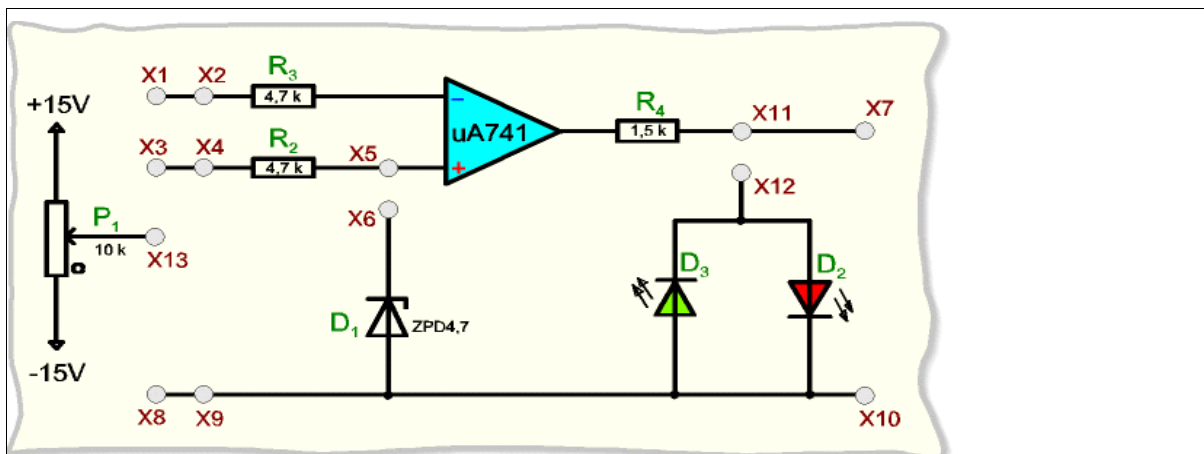 X1 X2 R3
4,7 k
+15V
−
uA741
R4
1,5 k
X11 X7
X3 X4 R2
4,7 k
X5
+
X12
P1
10 k
X13
X6
D3 D2
D1 ZPD4,7
-15V
X8 X9 X10